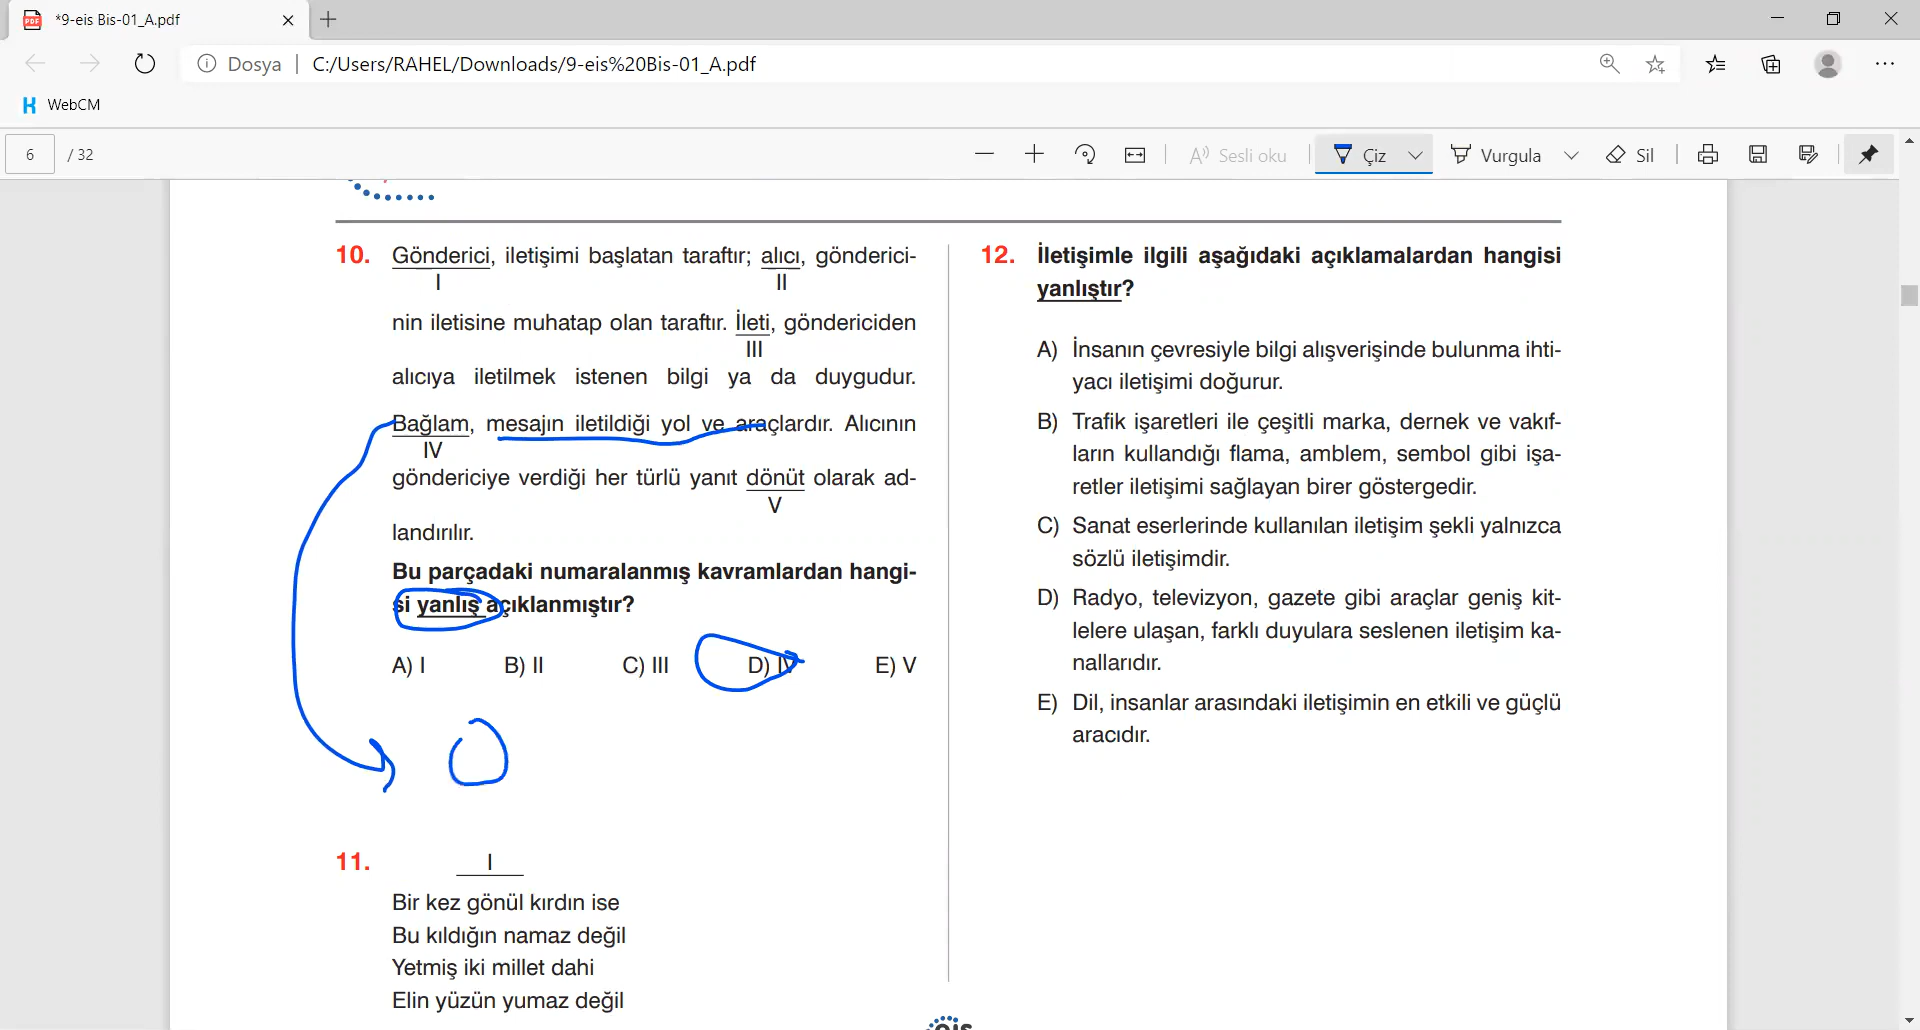 *9-eis Bis-01_A.pdf
Dosya | C:/Users/RAHEL/Downloads/9-eis%20Bis-01_A.pdf
WebCM
6 / 32
Sesli oku
Çiz
Vurgula
Sil
10. Gönderici, iletişimi başlatan taraftır; alıcı, gönderici-
I II
nin iletisine muhatap olan taraftır. İleti, göndericiden
III
alıcıya iletilmek istenen bilgi ya da duygudur.
Bağlam, mesajın iletildiği yol ve araçlardır. Alıcının
IV
göndericiye verdiği her türlü yanıt dönüt olarak ad-
V
landırılır.
Bu parçadaki numaralanmış kavramlardan hangi-
si yanlış açıklanmıştır?
A) I B) II C) III D) IV E) V
11. I
Bir kez gönül kırdın ise
Bu kıldığın namaz değil
Yetmiş iki millet dahi
Elin yüzün yumaz değil
12. İletişimle ilgili aşağıdaki açıklamalardan hangisi
yanlıştır?
A) İnsanın çevresiyle bilgi alışverişinde bulunma ihti-
yacı iletişimi doğurur.
B) Trafik işaretleri ile çeşitli marka, dernek ve vakıf-
ların kullandığı flama, amblem, sembol gibi işa-
retler iletişimi sağlayan birer göstergedir.
C) Sanat eserlerinde kullanılan iletişim şekli yalnızca
sözlü iletişimdir.
D) Radyo, televizyon, gazete gibi araçlar geniş kit-
lelere ulaşan, farklı duyulara seslenen iletişim ka-
nallarıdır.
E) Dil, insanlar arasındaki iletişimin en etkili ve güçlü
aracıdır.